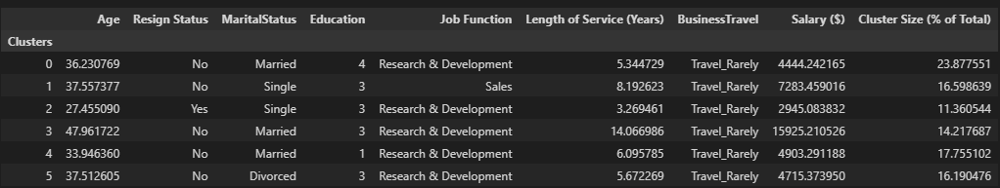 Age Resign Status MaritalStatus Education Job Function Length of Service (Years) BusinessTravel Salary ($) Cluster Size (% of Total)
Clusters
0 36.230769 No Married 4 Research & Development 5.344729 Travel_Rarely 4444.242165 23.877551
1 37.557377 No Single 3 Sales 8.192623 Travel_Rarely 7283.459016 16.598639
2 27.455090 Yes Single 3 Research & Development 3.269461 Travel_Rarely 2945.083832 11.360544
3 47.961722 No Married 3 Research & Development 14.066986 Travel_Rarely 15925.210526 14.217687
4 33.946360 No Married 1 Research & Development 6.095785 Travel_Rarely 4903.291188 17.755102
5 37.512605 No Divorced 3 Research & Development 5.672269 Travel_Rarely 4715.373950 16.190476